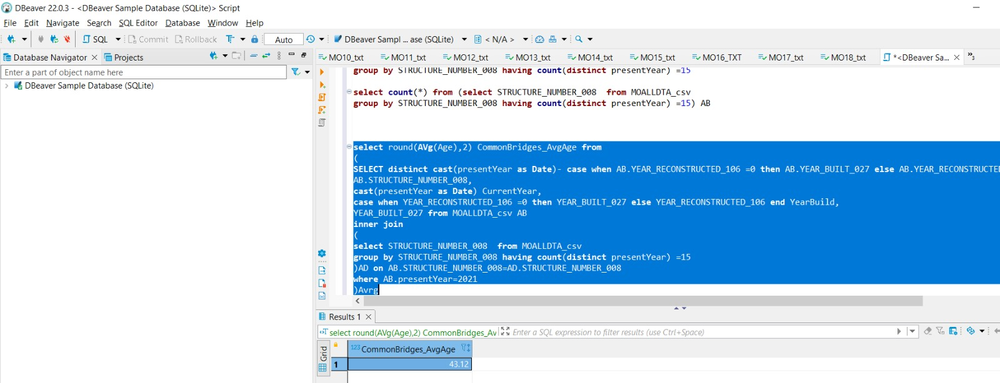 DBeaver 22.0.3 - <DBeaver Sample Database (SQLite)> Script
File Edit Navigate Search SQL Editor Database Window Help
SQL Commit Rollback T Auto DBeaver Sampl ... ase (SQLite) < N/A >
Database Navigator Projects
MO10_txt MO11_txt MO12_txt MO13_txt MO14_txt MO15_txt MO16_TXT MO17_txt MO18_txt *<DBeaver Sa... »3
Enter a part of object name here
DBeaver Sample Database (SQLite)
group by STRUCTURE_NUMBER_008 having count(distinct presentYear) =15
select count(*) from (select STRUCTURE_NUMBER_008  from MOALLDTA_csv
group by STRUCTURE_NUMBER_008 having count(distinct presentYear) =15) AB
select round(AVg(Age),2) CommonBridges_AvgAge from
(
SELECT distinct cast(presentYear as Date)- case when AB.YEAR_RECONSTRUCTED_106 =0 then AB.YEAR_BUILT_027 else AB.YEAR_RECONSTRUCTE
AB.STRUCTURE_NUMBER_008,
cast(presentYear as Date) CurrentYear,
case when YEAR_RECONSTRUCTED_106 =0 then YEAR_BUILT_027 else YEAR_RECONSTRUCTED_106 end YearBuild,
YEAR_BUILT_027 from MOALLDTA_csv AB
inner join
(
select STRUCTURE_NUMBER_008  from MOALLDTA_csv
group by STRUCTURE_NUMBER_008 having count(distinct presentYear) =15
)AD on AB.STRUCTURE_NUMBER_008=AD.STRUCTURE_NUMBER_008
where AB.presentYear=2021
)Avrg
Results 1
select round(AVg(Age),2) CommonBridges_Av Enter a SQL expression to filter results (use Ctrl+Space)
Grid
123 CommonBridges_AvgAge
1 43.12